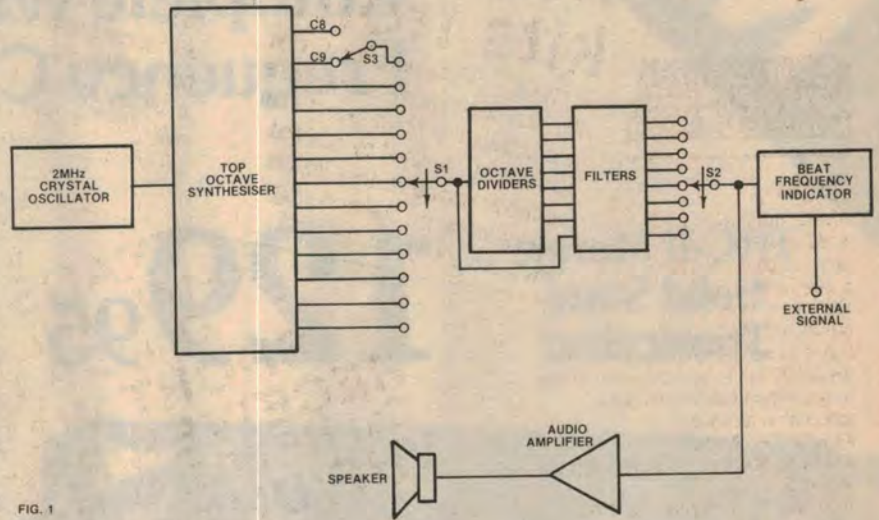 C8
C9
S3
2MHz
CRYSTAL
OSCILLATOR
TOP
OCTAVE
SYNTHESISER
S1
OCTAVE
DIVIDERS
FILTERS
S2
BEAT
FREQUENCY
INDICATOR
EXTERNAL
SIGNAL
AUDIO
AMPLIFIER
SPEAKER
FIG. 1